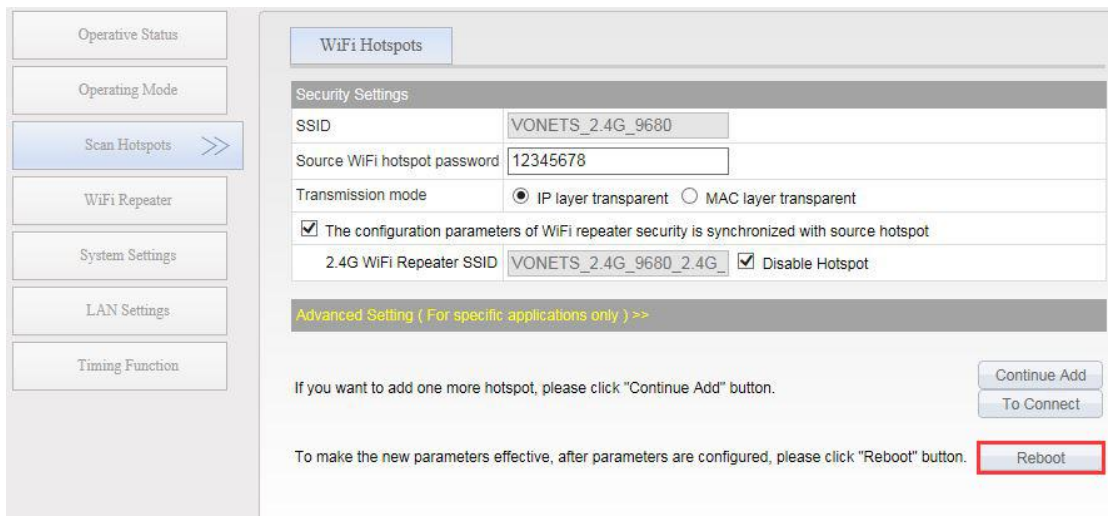 Operative Status
Operating Mode
Scan Hotspots >>
WiFi Repeater
System Settings
LAN Settings
Timing Function
WiFi Hotspots
Security Settings
SSID VONETS_2.4G_9680
Source WiFi hotspot password 12345678
Transmission mode IP layer transparent MAC layer transparent
The configuration parameters of WiFi repeater security is synchronized with source hotspot
2.4G WiFi Repeater SSID VONETS_2.4G_9680_2.4G_ Disable Hotspot
Advanced Setting ( For specific applications only ) >>
If you want to add one more hotspot, please click "Continue Add" button.
Continue Add
To Connect
To make the new parameters effective, after parameters are configured, please click "Reboot" button. Reboot